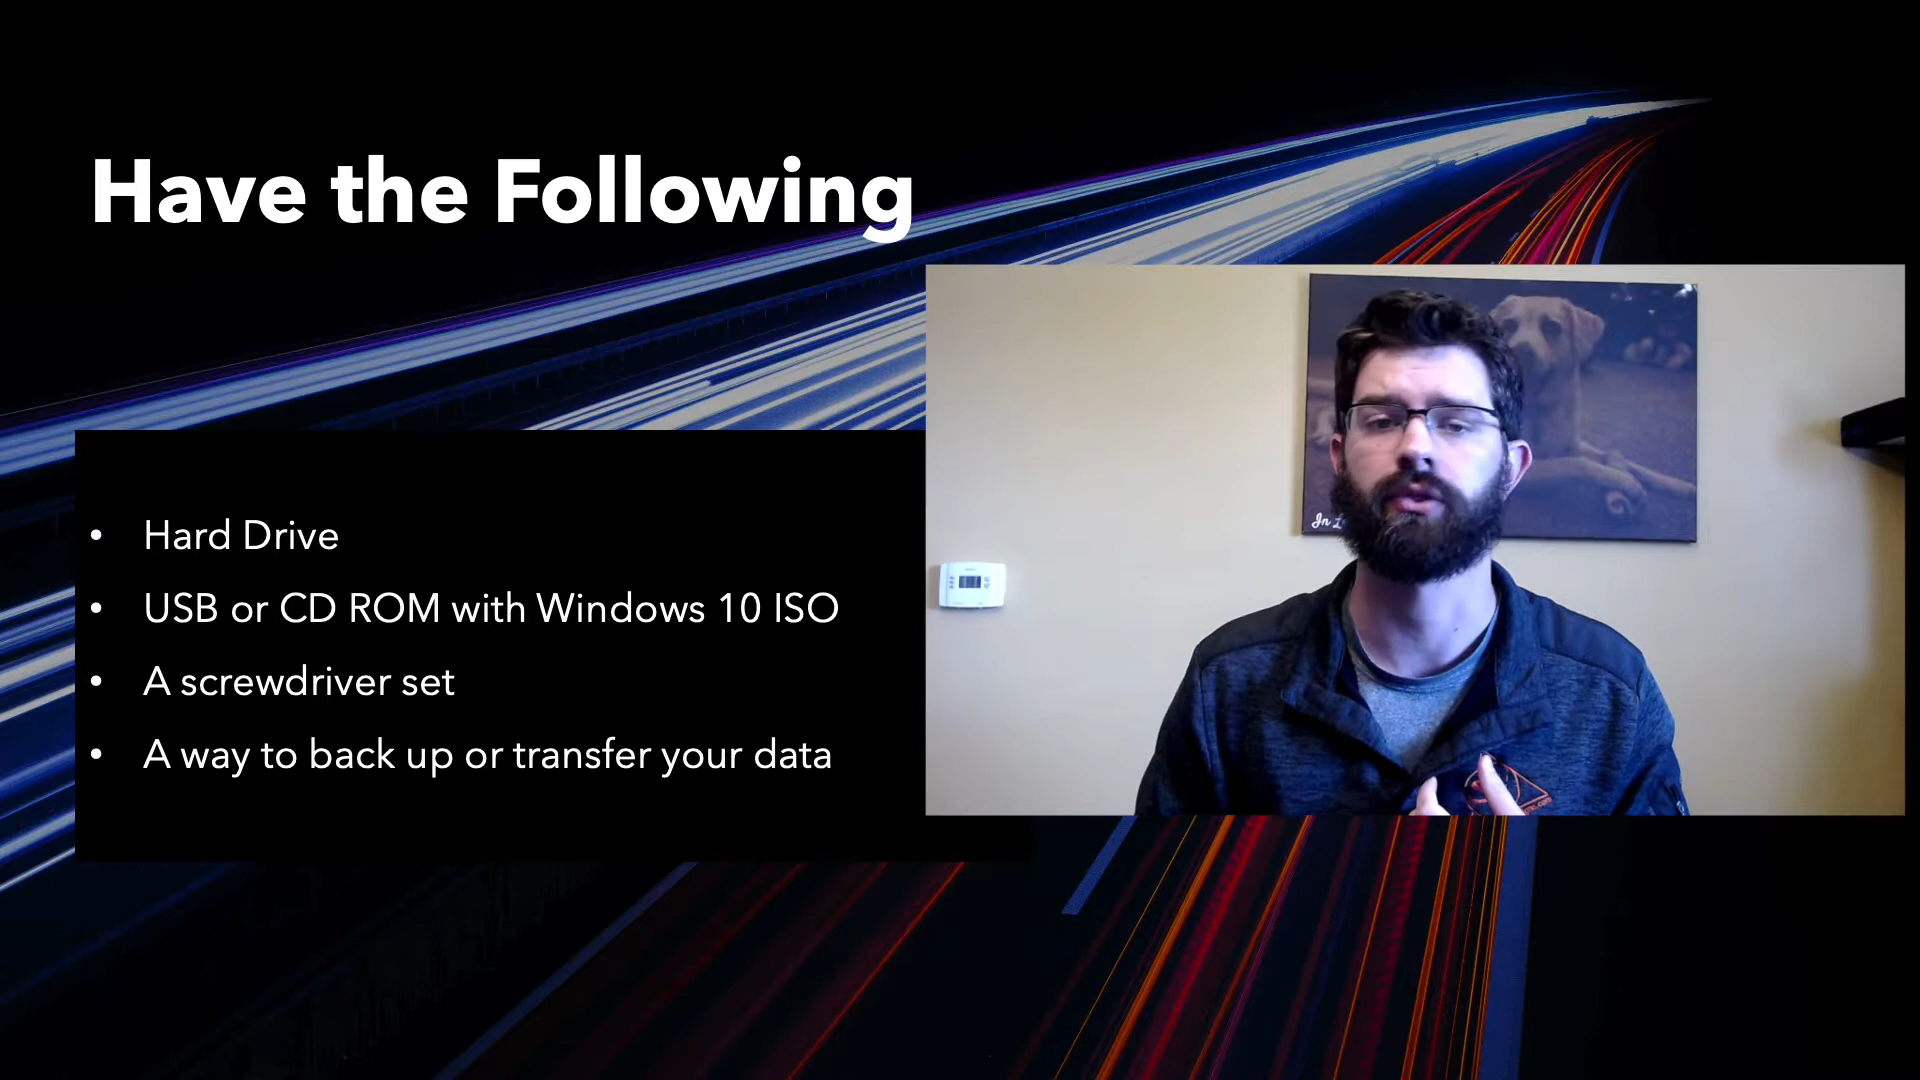 Have the Following
• Hard Drive
• USB or CD ROM with Windows 10 ISO
• A screwdriver set
• A way to back up or transfer your data
In